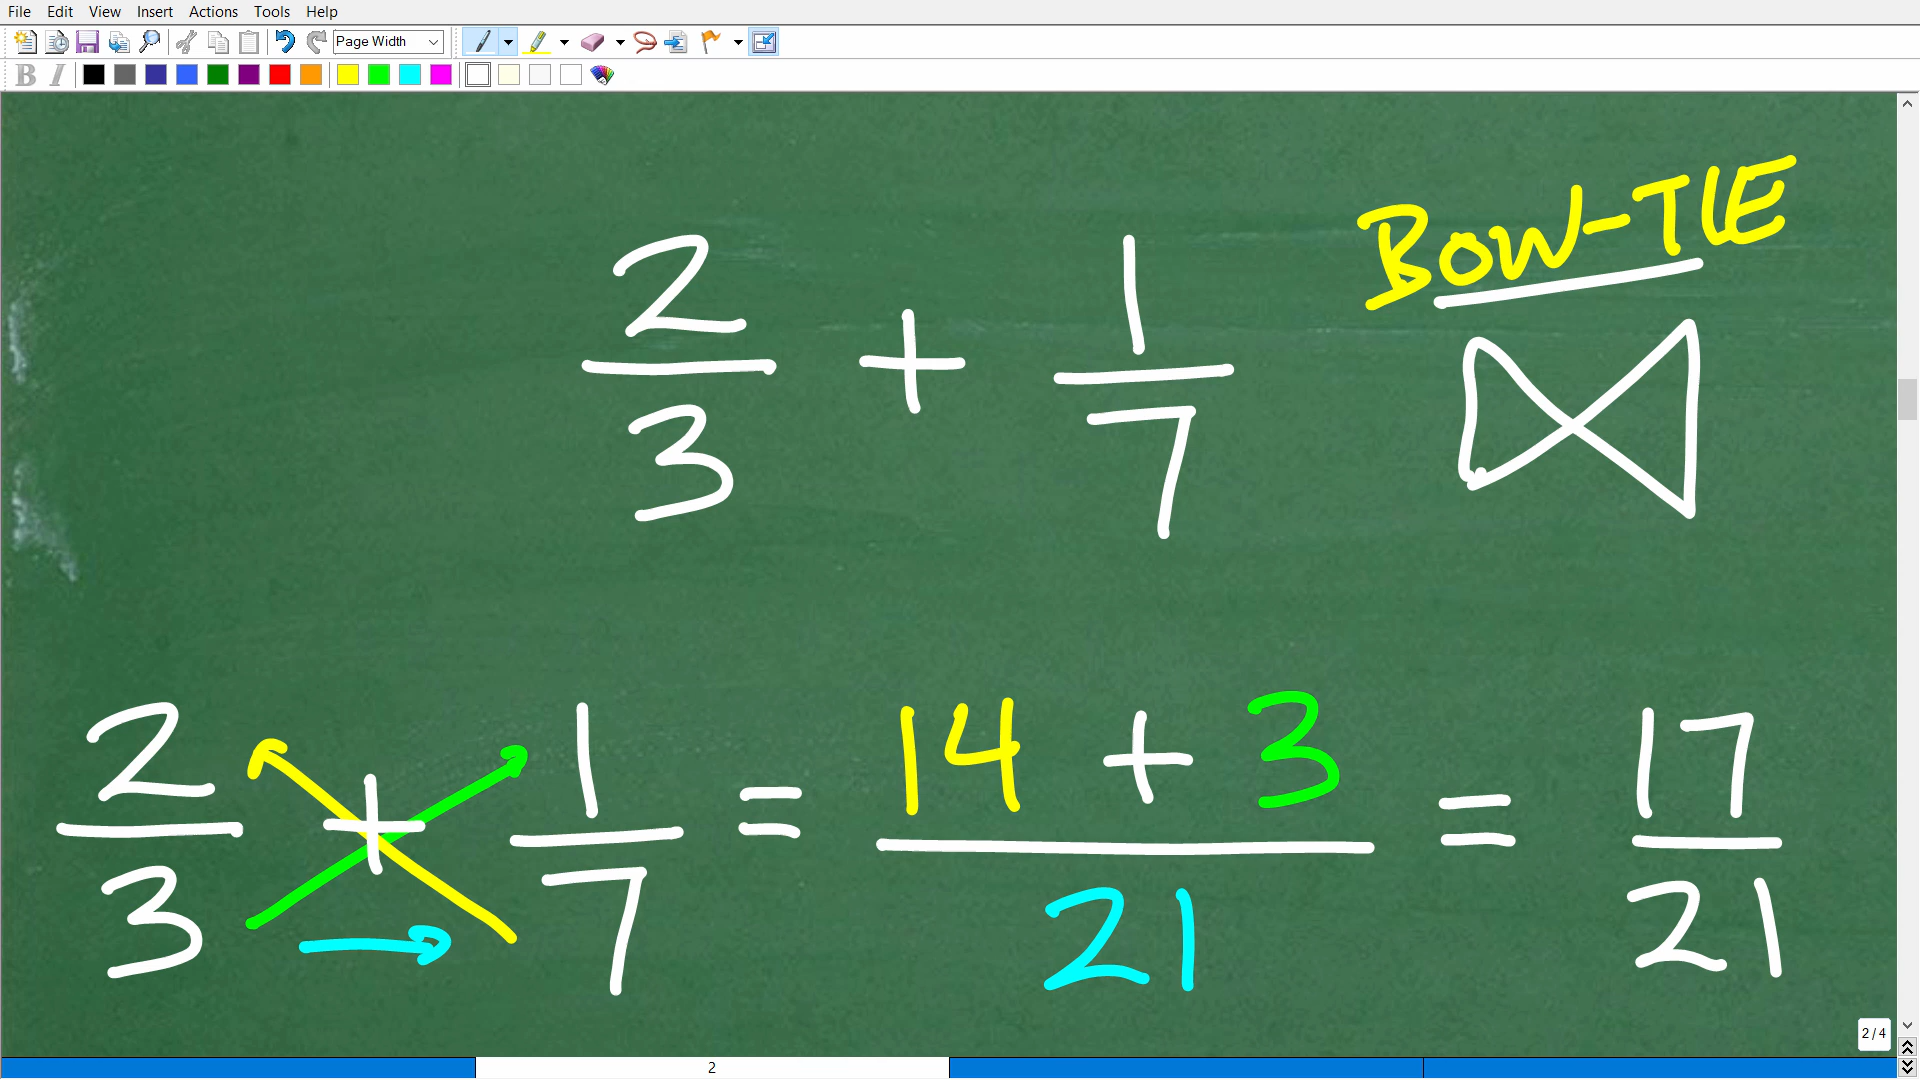 File Edit View Insert Actions Tools Help
Page Width
B I
BOW-TIE
2/3 + 1/7
2/3 + 1/7 = 14 + 3/21 = 17/21
2 / 4
2